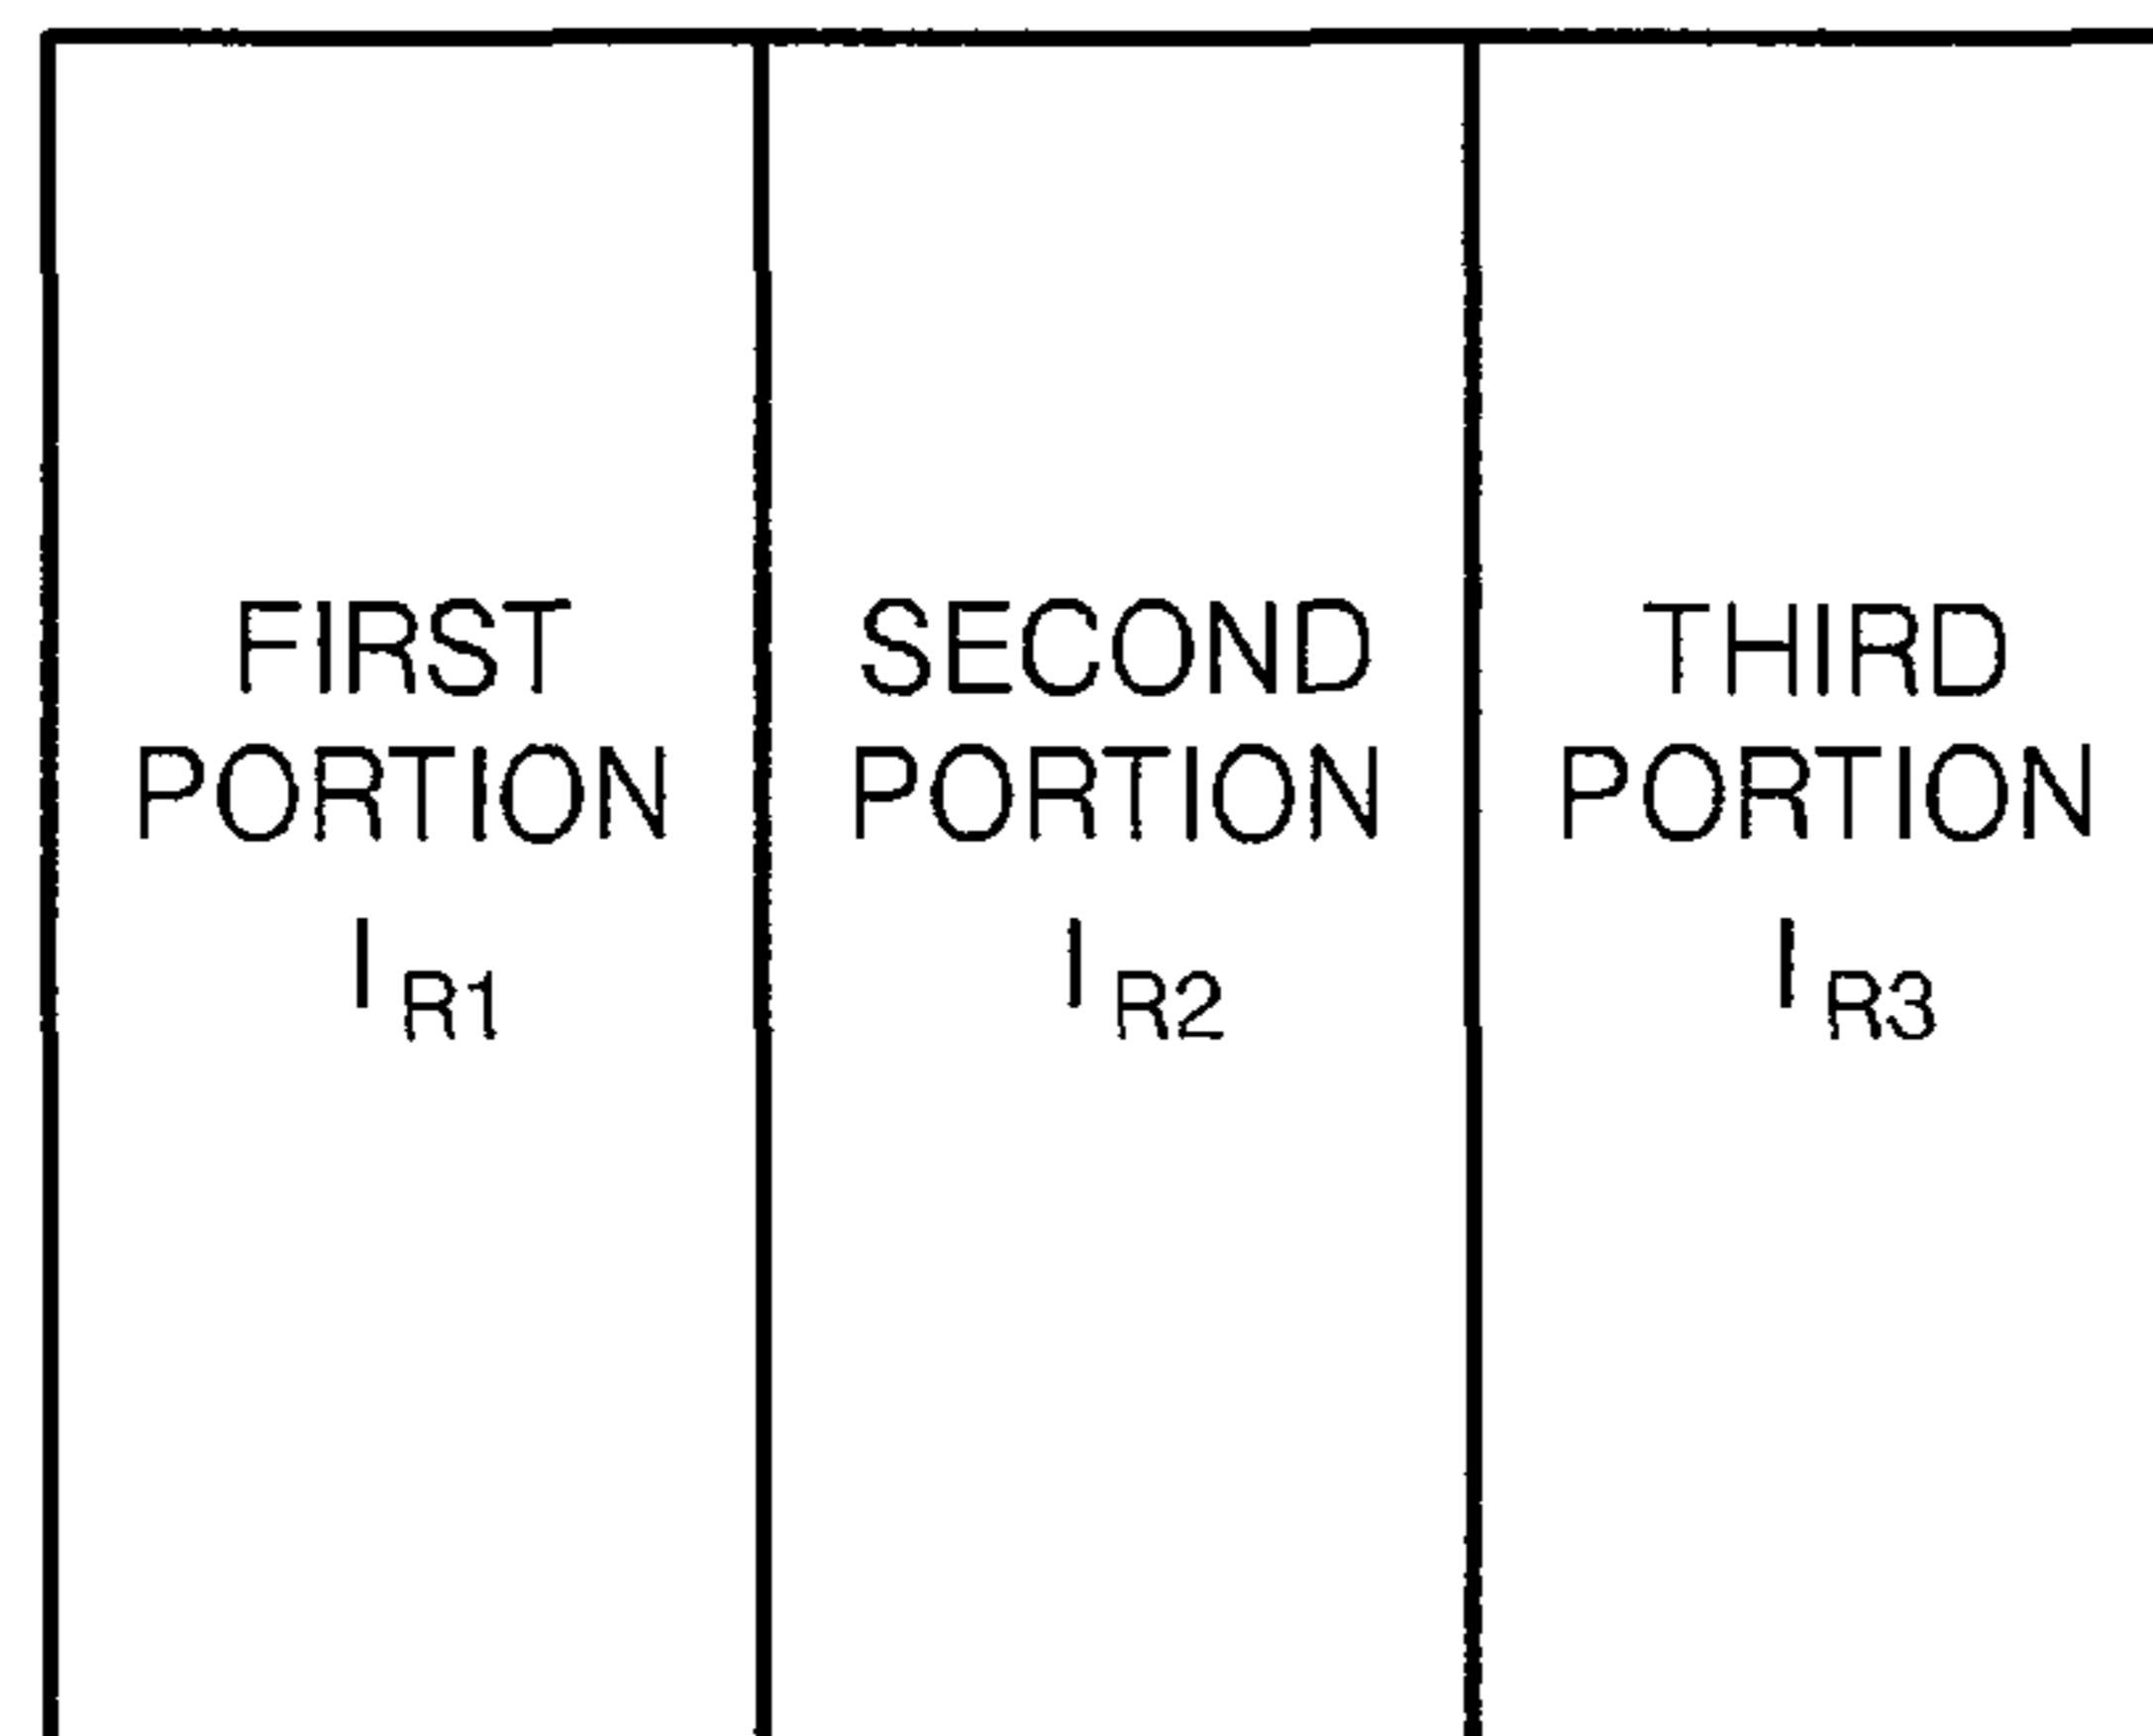 FIRST
PORTION
I R1
SECOND
PORTION
I R2
THIRD
PORTION
I R3